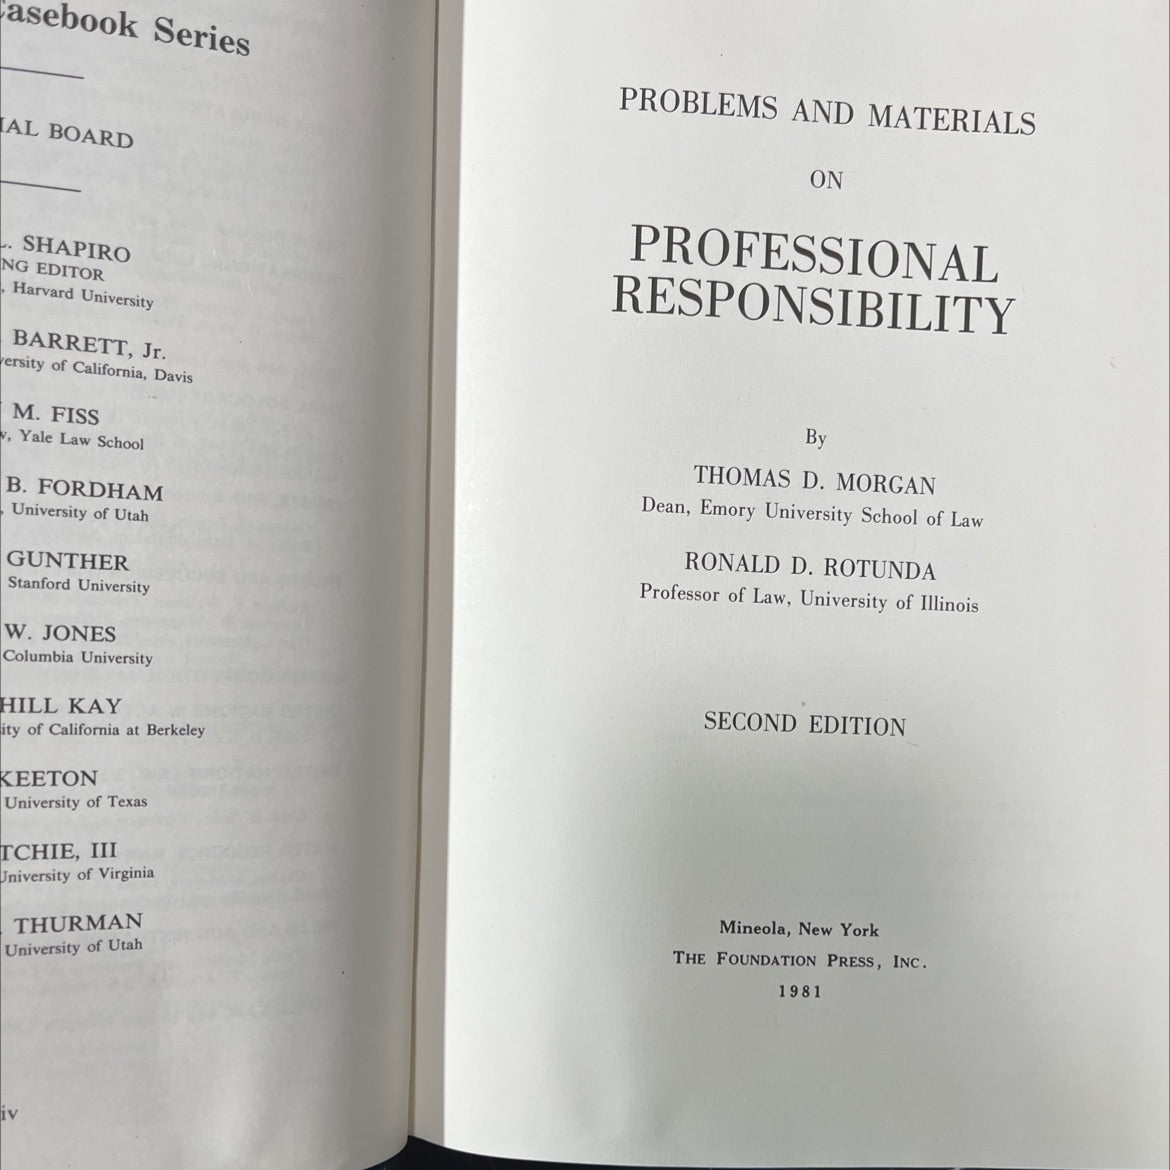 Casebook Series
IAL BOARD
L. SHAPIRO
NG EDITOR
, Harvard University
BARRETT, Jr.
versity of California, Davis
M. FISS
w, Yale Law School
B. FORDHAM
, University of Utah
GUNTHER
Stanford University
W. JONES
Columbia University
HILL KAY
ity of California at Berkeley
KEETON
University of Texas
TCHIE, III
University of Virginia
. THURMAN
University of Utah
iv
PROBLEMS AND MATERIALS
ON
PROFESSIONAL
RESPONSIBILITY
By
THOMAS D. MORGAN
Dean, Emory University School of Law
RONALD D. ROTUNDA
Professor of Law, University of Illinois
SECOND EDITION
Mineola, New York
THE FOUNDATION PRESS, INC.
1981